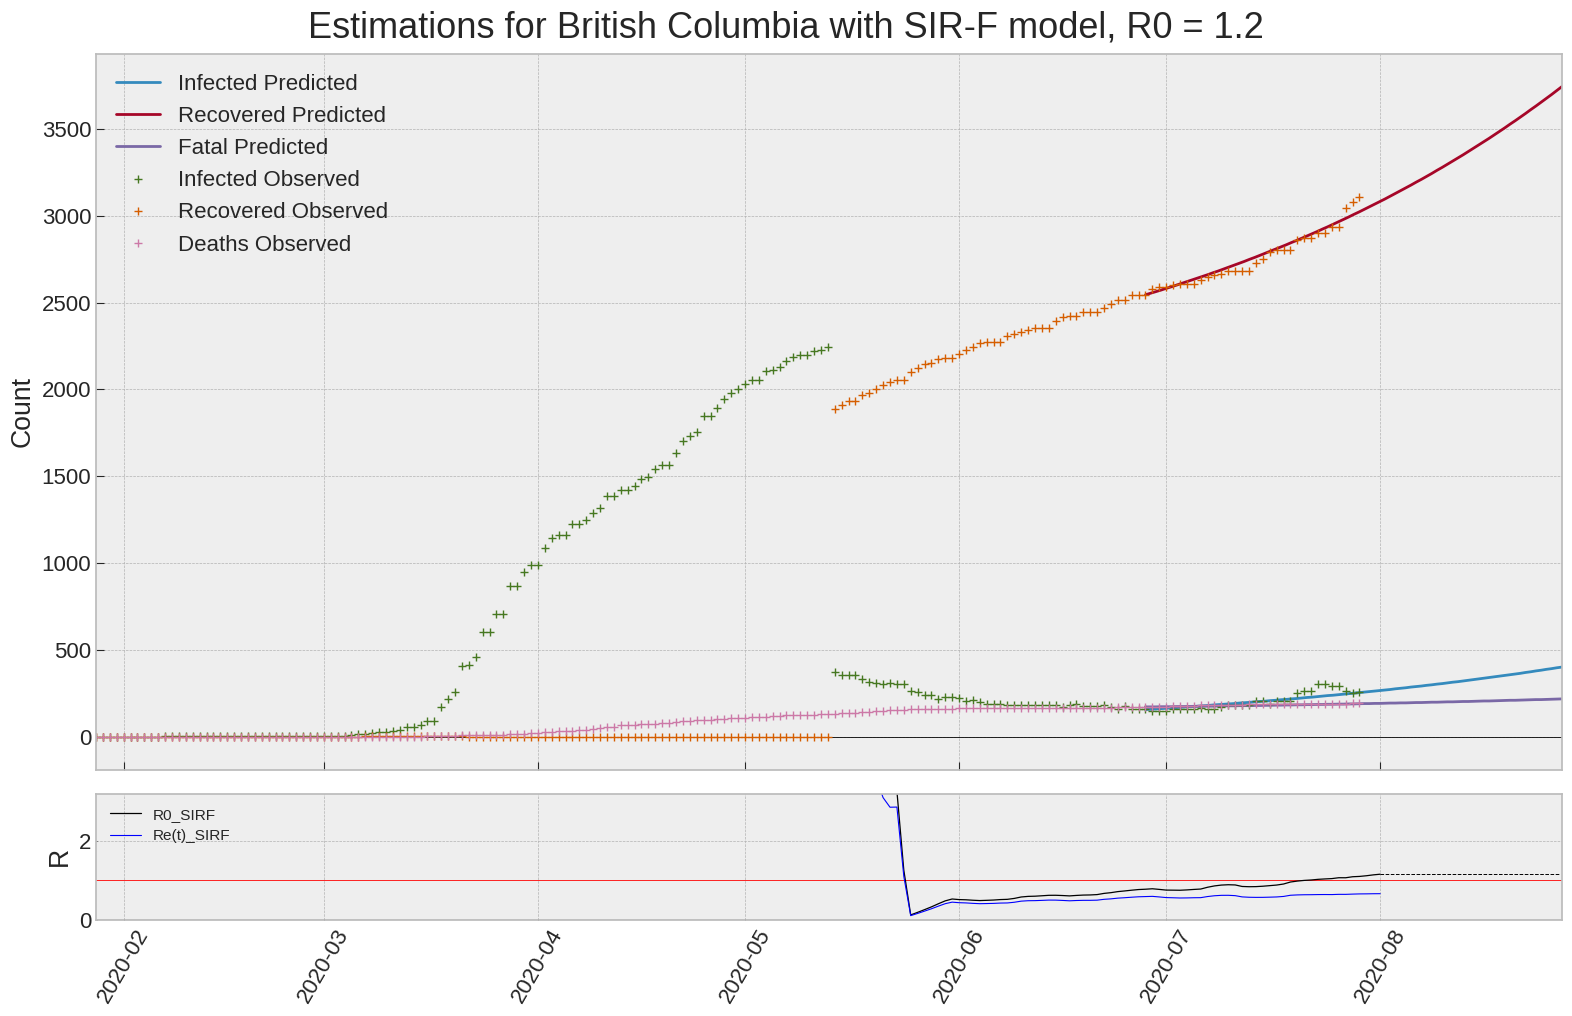 Estimations for British Columbia with SIR-F model, R0 = 1.2
Infected Predicted
Recovered Predicted
Fatal Predicted
Infected Observed
Recovered Observed
Deaths Observed
3500
3000
2500
2000
1500
1000
500
0
Count
R0_SIRF
Re(t)_SIRF
2
0
R
2020-02
2020-03
2020-04
2020-05
2020-06
2020-07
2020-08